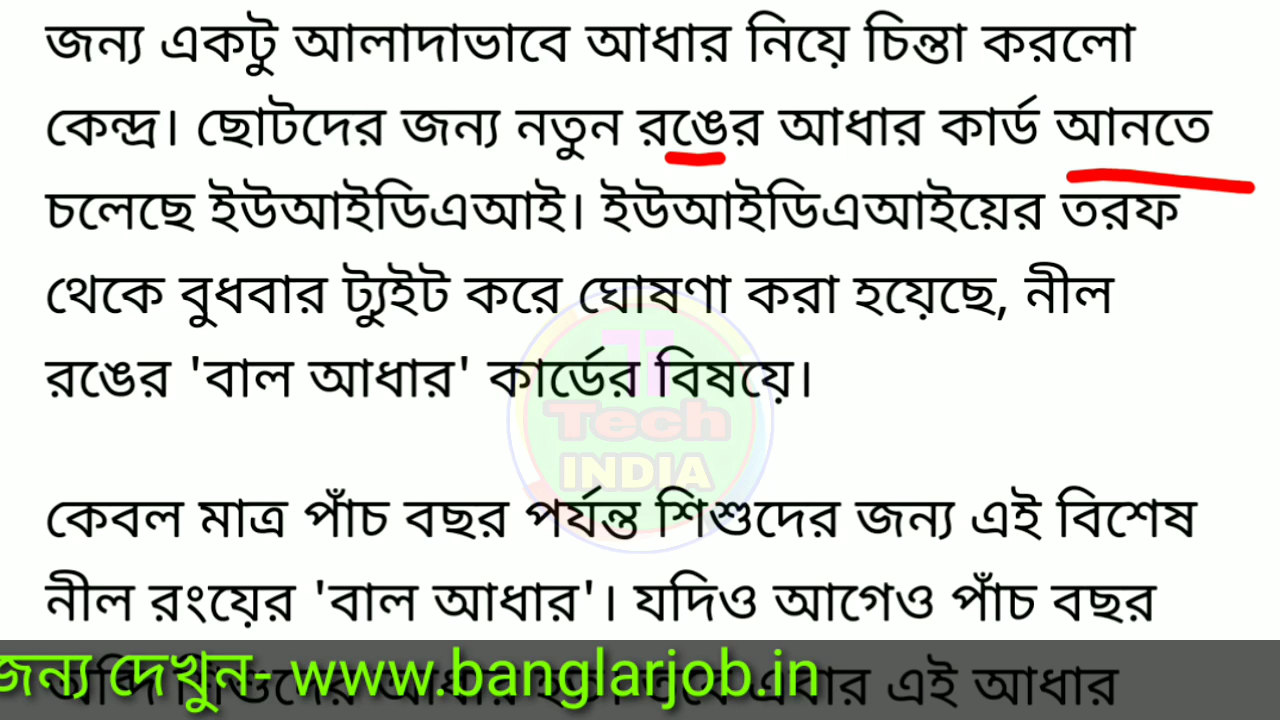 জন্য একটু আলাদাভাবে আধার নিয়ে চিন্তা করলো
কেন্দ্র। ছোটদের জন্য নতুন রঙের আধার কার্ড আনতে
চলেছে ইউআইডিএআই। ইউআইডিএআইয়ের তরফ
থেকে বুধবার ট্যুইট করে ঘোষণা করা হয়েছে, নীল
রঙের 'বাল আধার' কার্ডের বিষয়ে।
Ti
Tech
INDIA
কেবল মাত্র পাঁচ বছর পর্যন্ত শিশুদের জন্য এই বিশেষ
নীল রংয়ের 'বাল আধার'। যদিও আগেও পাঁচ বছর
এবার এই আধার
জন্য দেখুন- www.banglarjob.in